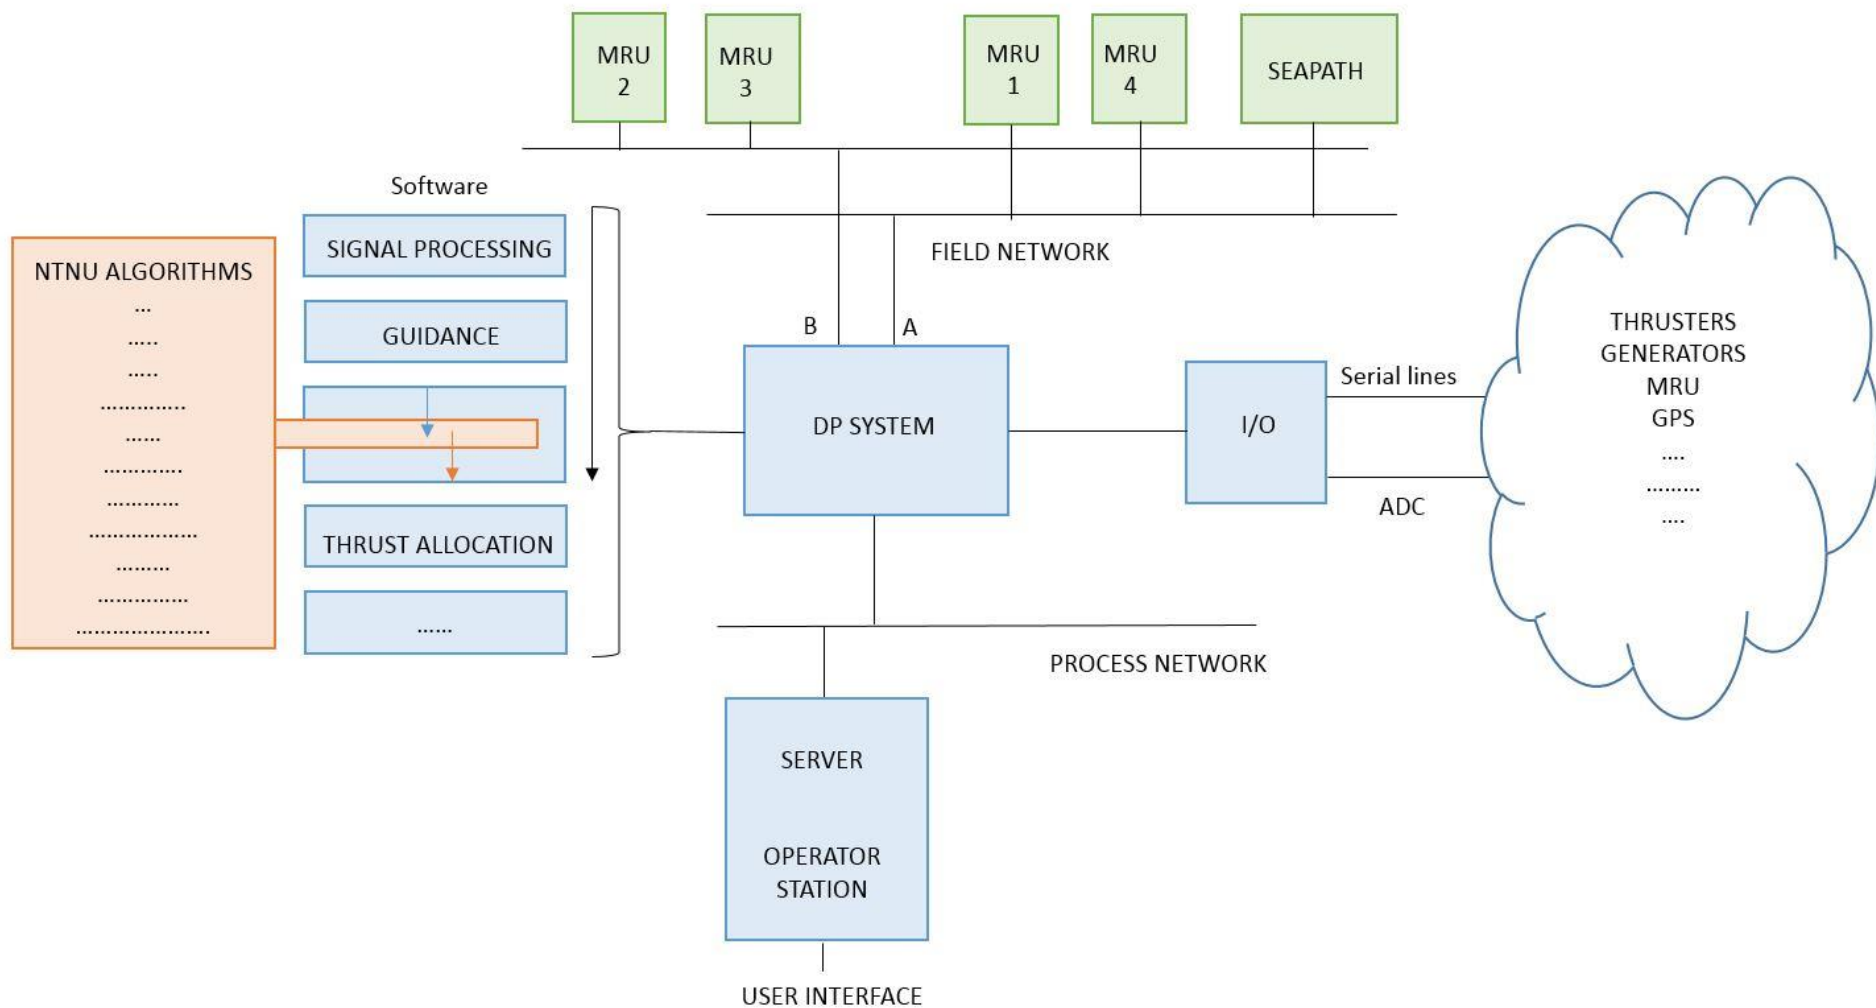 MRU
2
MRU
3
MRU
1
MRU
4
SEAPATH
Software
SIGNAL PROCESSING
GUIDANCE
THRUST ALLOCATION
......
NTNU ALGORITHMS
...
.....
.....
..............
......
.............
............
..................
.........
...............
......................
FIELD NETWORK
B
A
DP SYSTEM
I/O
Serial lines
ADC
THRUSTERS
GENERATORS
MRU
GPS
....
.........
....
PROCESS NETWORK
SERVER
OPERATOR
STATION
USER INTERFACE